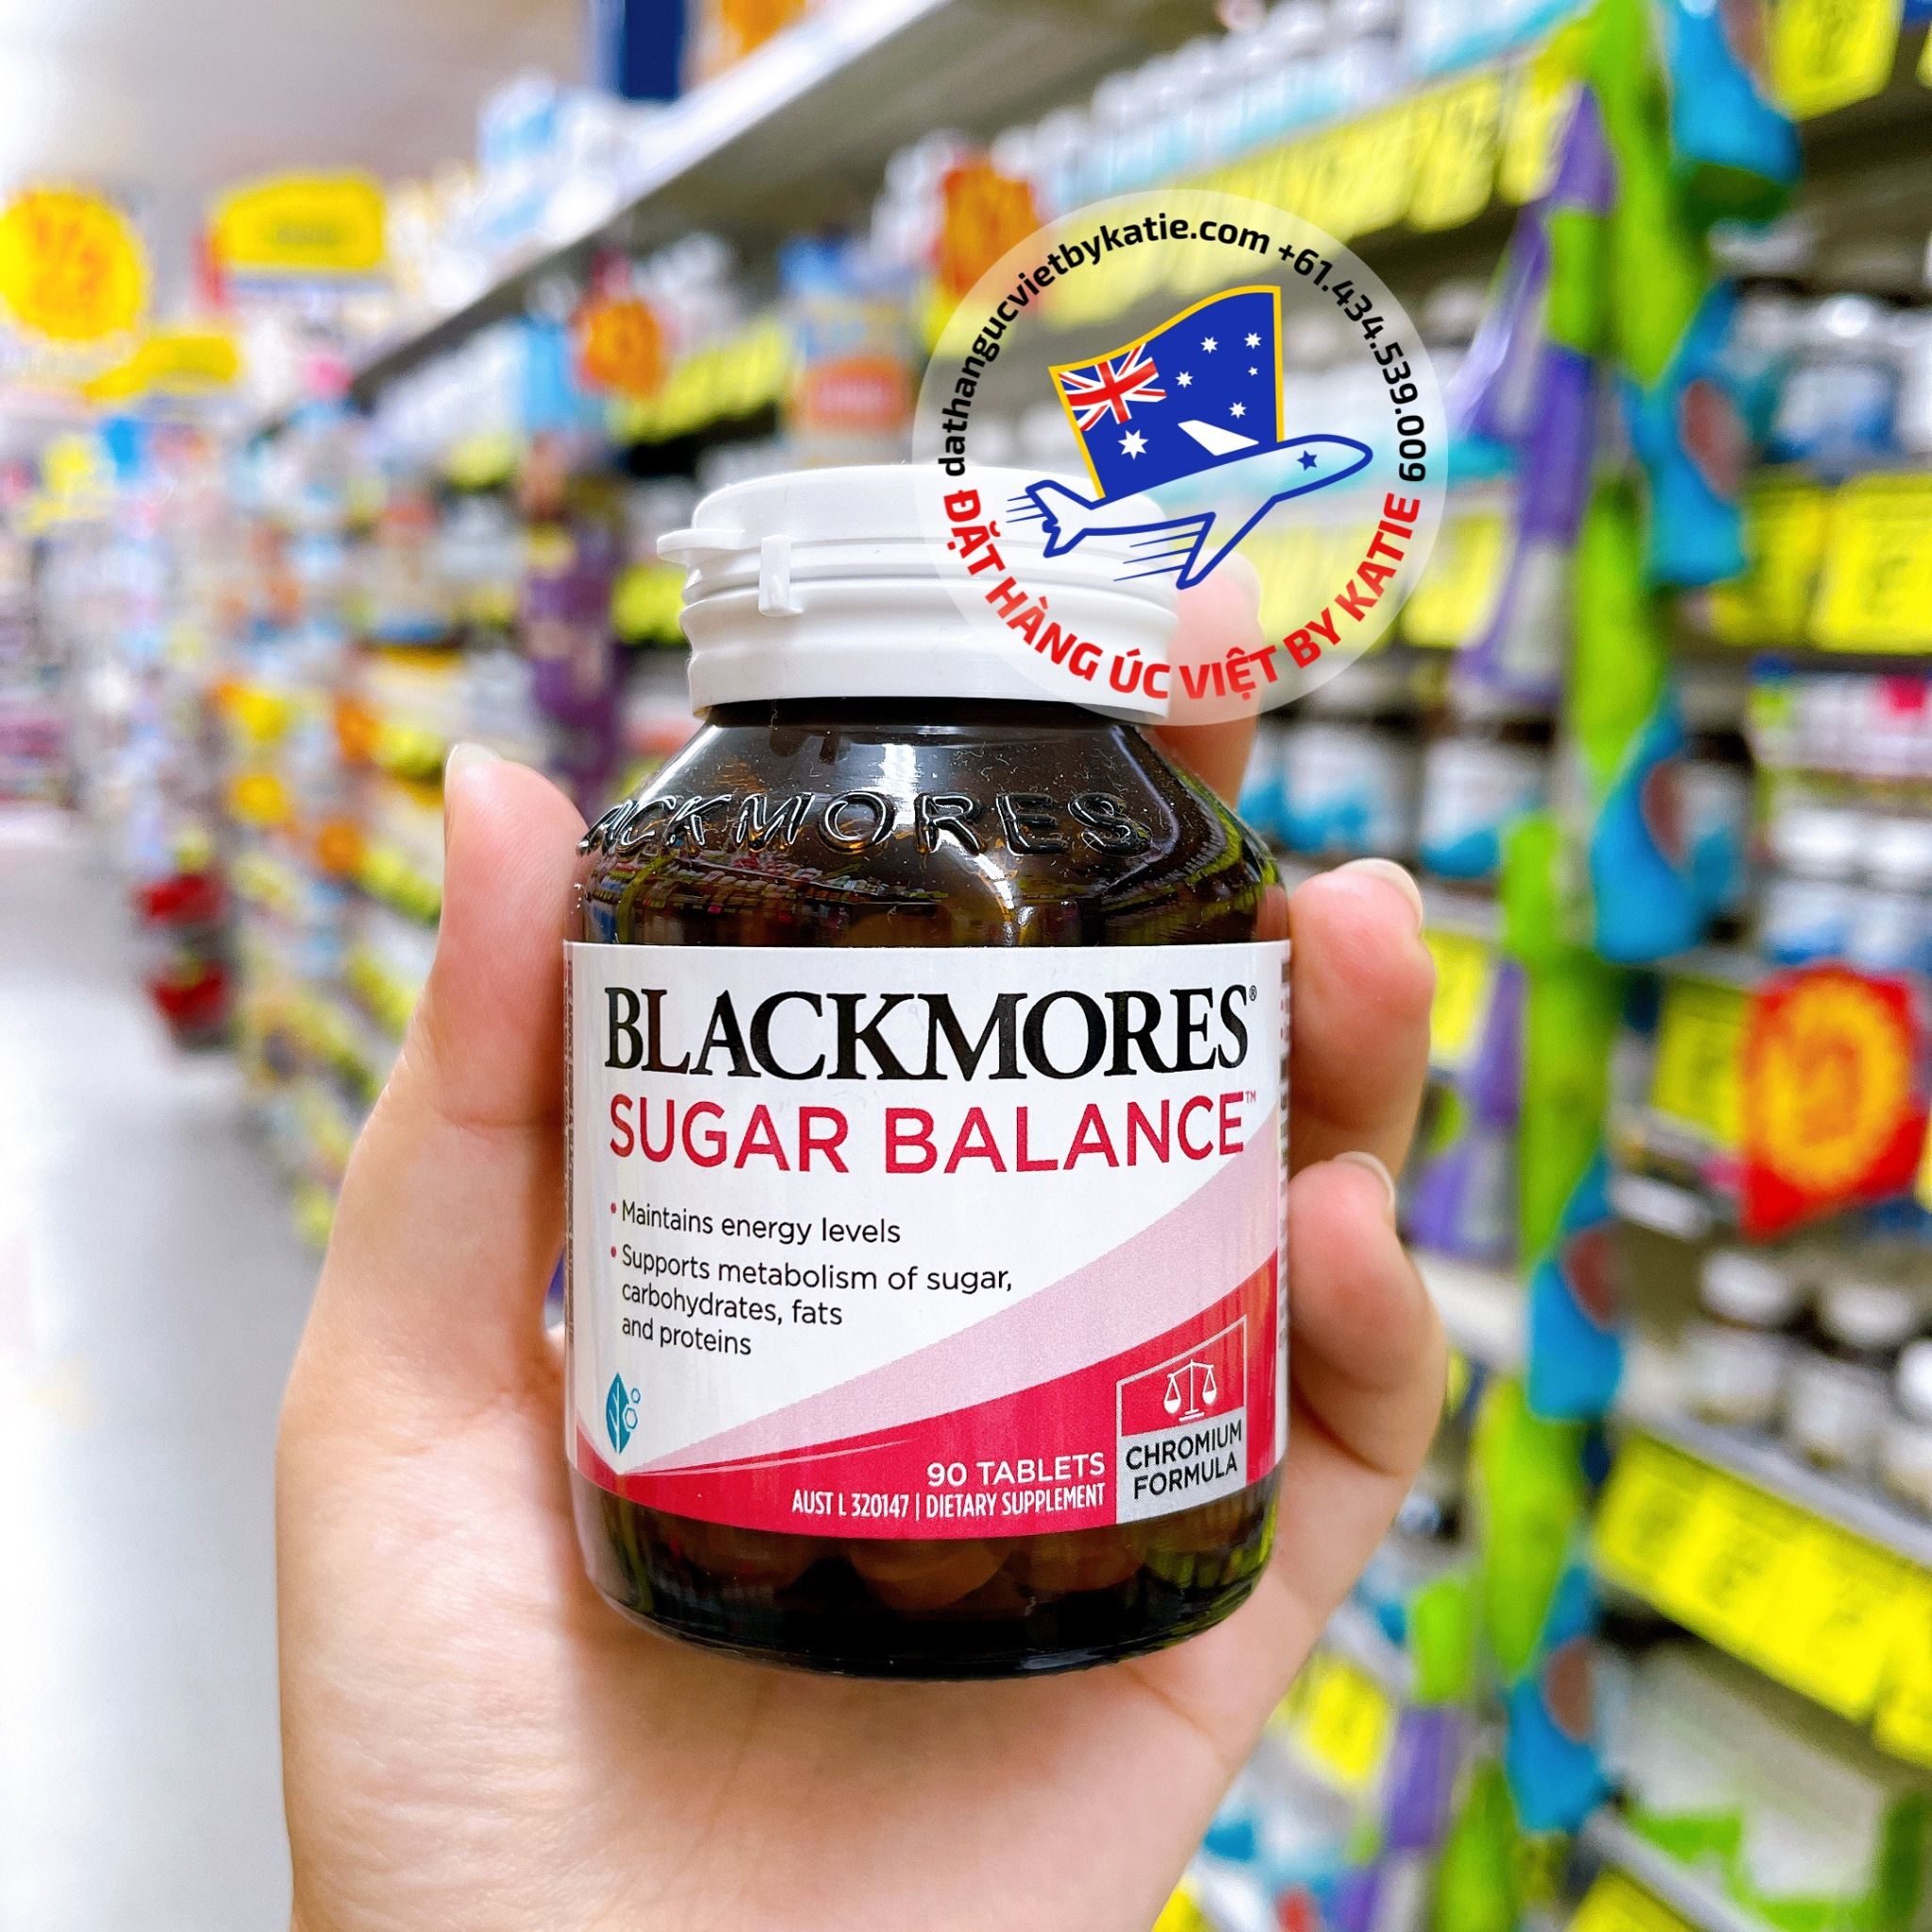 dathangucvietbykatie.com +61.434.539.009
ĐẶT HÀNG ÚC VIỆT BY KATIE
ACKMORES
BLACKMORES®
SUGAR BALANCE™
• Maintains energy levels
• Supports metabolism of sugar,
carbohydrates, fats
and proteins
90 TABLETS
AUST L 320147 | DIETARY SUPPLEMENT
CHROMIUM
FORMULA